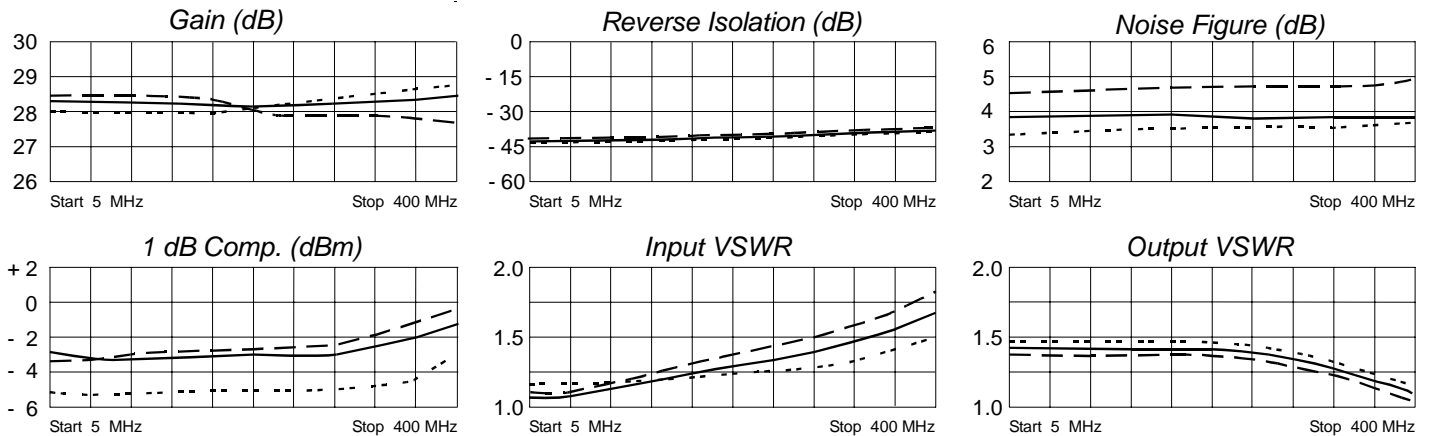 Gain (dB)
30
29
28
27
26
Start 5 MHz
Stop 400 MHz
Reverse Isolation (dB)
0
- 15
- 30
- 45
- 60
Start 5 MHz
Stop 400 MHz
Noise Figure (dB)
6
5
4
3
2
Start 5 MHz
Stop 400 MHz
1 dB Comp. (dBm)
+ 2
0
- 2
- 4
- 6
Start 5 MHz
Stop 400 MHz
Input VSWR
2.0
1.5
1.0
Start 5 MHz
Stop 400 MHz
Output VSWR
2.0
1.5
1.0
Start 5 MHz
Stop 400 MHz